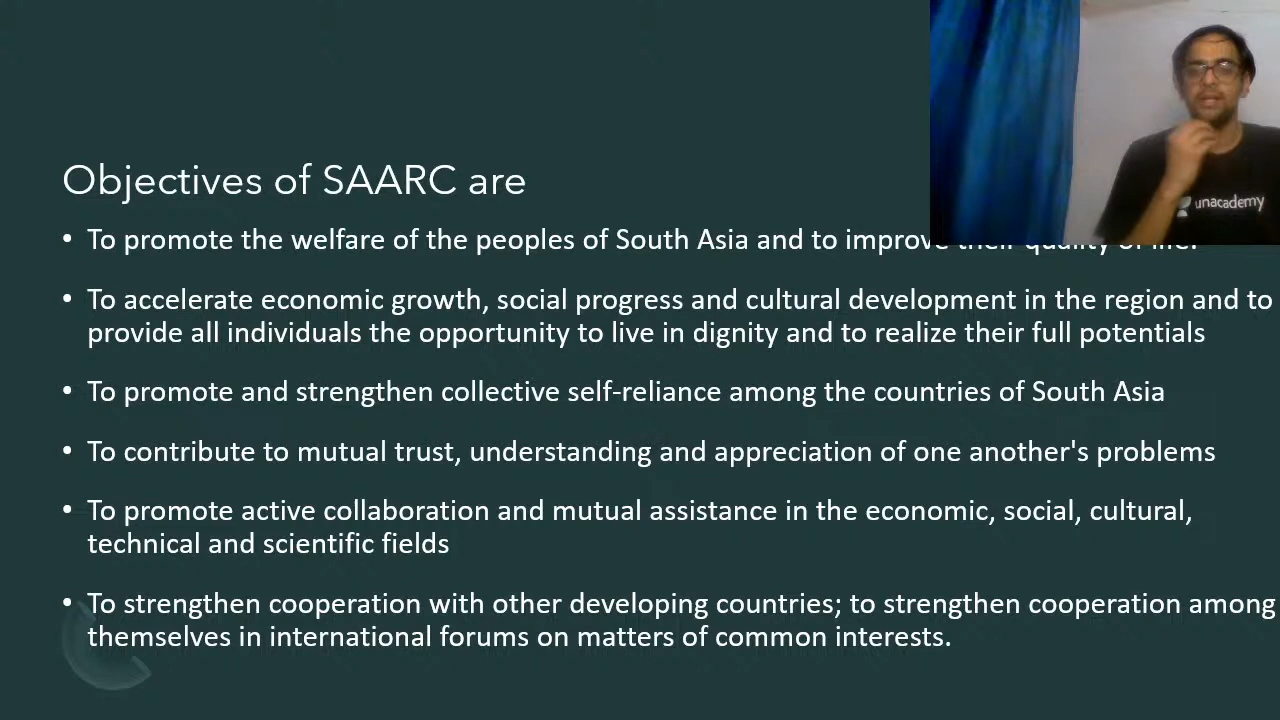 Objectives of SAARC are
• To promote the welfare of the peoples of South Asia and to improve their quality of life.
• To accelerate economic growth, social progress and cultural development in the region and to
provide all individuals the opportunity to live in dignity and to realize their full potentials
• To promote and strengthen collective self-reliance among the countries of South Asia
• To contribute to mutual trust, understanding and appreciation of one another's problems
• To promote active collaboration and mutual assistance in the economic, social, cultural,
technical and scientific fields
• To strengthen cooperation with other developing countries; to strengthen cooperation among
themselves in international forums on matters of common interests.
unacademy